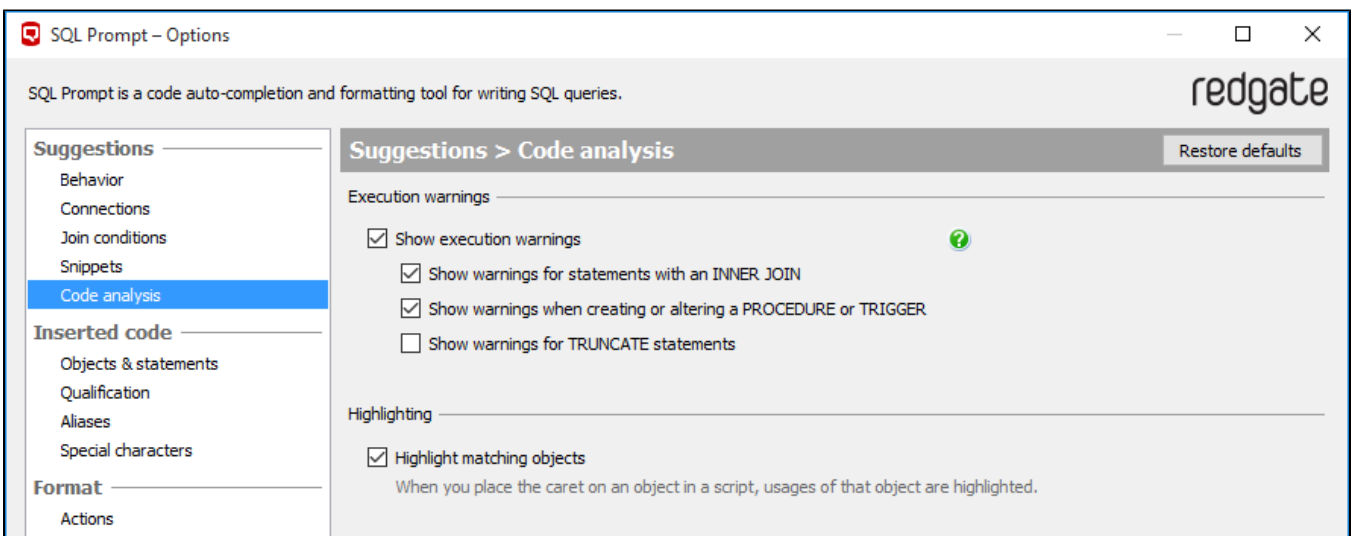 SQL Prompt – Options
SQL Prompt is a code auto-completion and formatting tool for writing SQL queries.
redgate
Suggestions
Behavior
Connections
Join conditions
Snippets
Code analysis
Inserted code
Objects & statements
Qualification
Aliases
Special characters
Format
Actions
Suggestions > Code analysis
Restore defaults
Execution warnings
Show execution warnings
?
Show warnings for statements with an INNER JOIN
Show warnings when creating or altering a PROCEDURE or TRIGGER
Show warnings for TRUNCATE statements
Highlighting
Highlight matching objects
When you place the caret on an object in a script, usages of that object are highlighted.